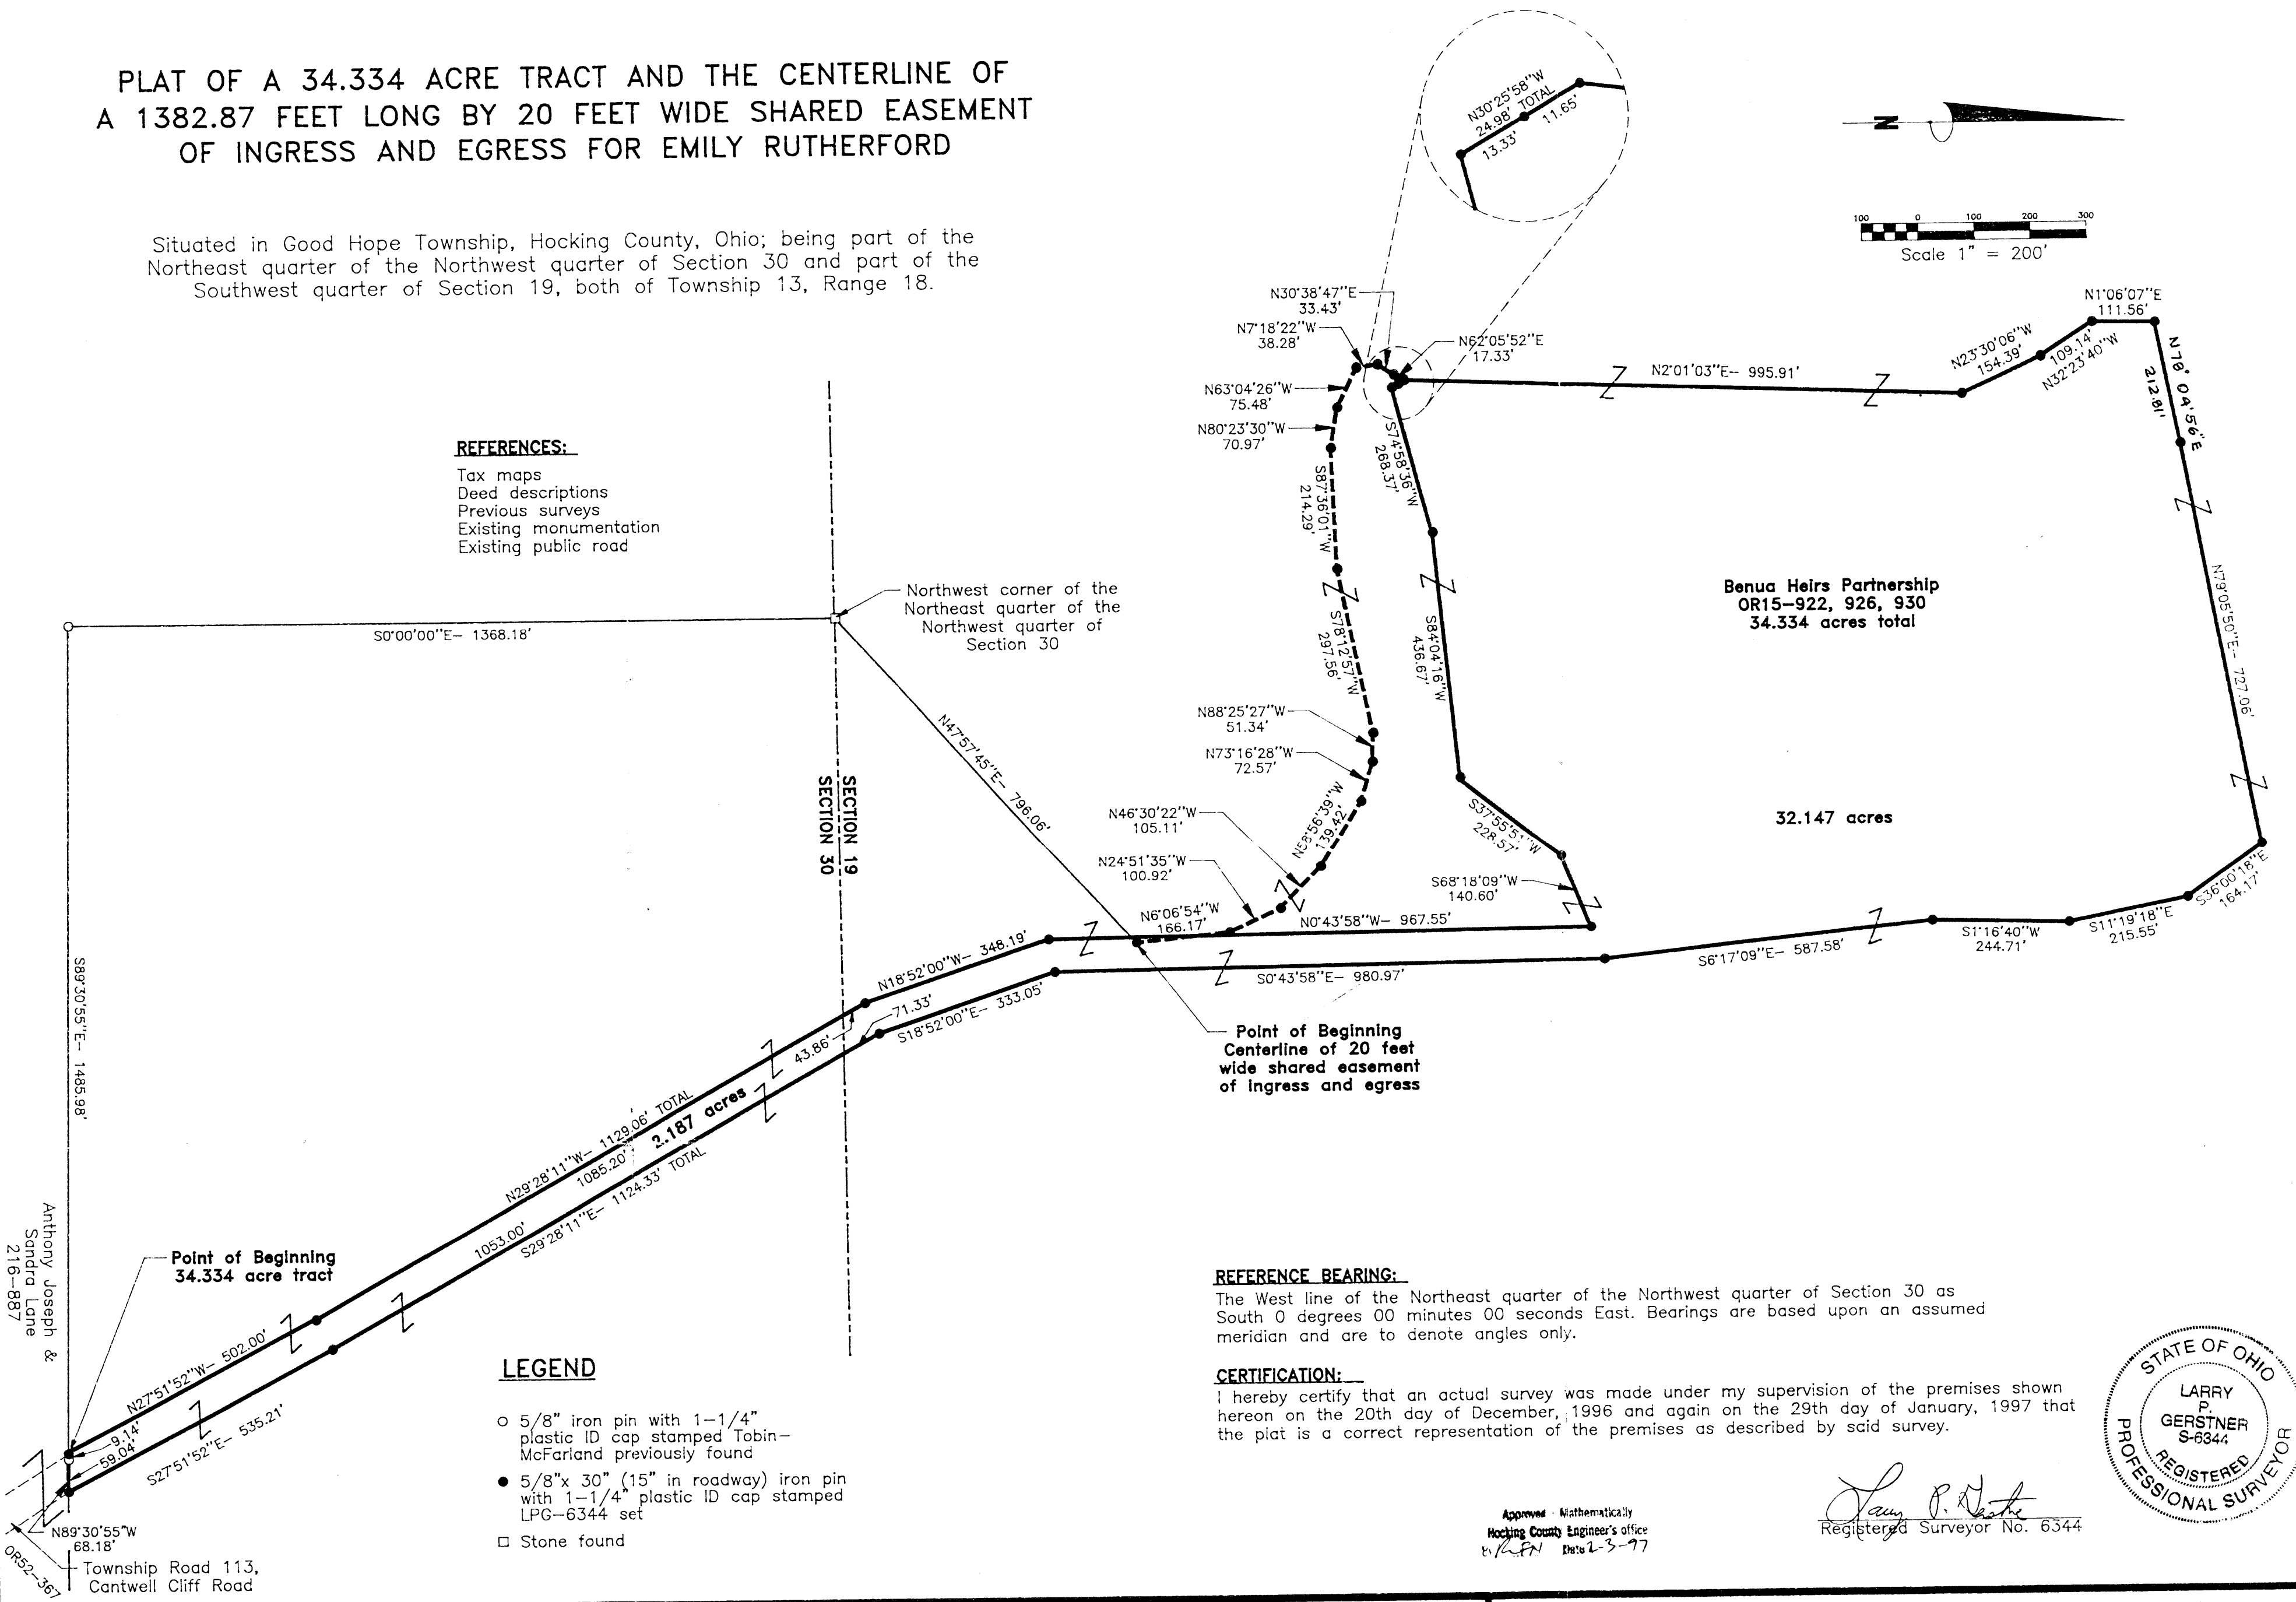 PLAT OF A 34.334 ACRE TRACT AND THE CENTERLINE OF
A 1382.87 FEET LONG BY 20 FEET WIDE SHARED EASEMENT
OF INGRESS AND EGRESS FOR EMILY RUTHERFORD
Situated in Good Hope Township, Hocking County, Ohio; being part of the
Northeast quarter of the Northwest quarter of Section 30 and part of the
Southwest quarter of Section 19, both of Township 13, Range 18.
N30°25'58"W
24.98' TOTAL
13.33'
11.65'
N
100 0 100 200 300
Scale 1" = 200'
REFERENCES:
Tax maps
Deed descriptions
Previous surveys
Existing monumentation
Existing public road
N30°38'47"E
33.43'
N7°18'22"W
38.28'
N62°05'52"E
17.33'
N63°04'26"W
75.48'
N80°23'30"W
70.97'
S87°36'01"W
214.29'
S78°12'57"W
297.56'
N88°25'27"W
51.34'
N73°16'28"W
72.57'
N58°56'39"W
139.42'
N46°30'22"W
105.11'
N24°51'35"W
100.92'
N6°06'54"W
166.17'
S74°58'36"W
268.37'
S84°04'16"W
436.67'
S37°55'51"W
228.57'
S68°18'09"W
140.60'
N2°01'03"E– 995.91'
N23°30'06"W
154.39'
109.14'
N32°23'40"W
N1°06'07"E
111.56'
N78° 04'56"E
212.81'
N79°05'50"E– 727.06'
S36°00'18"E
164.17'
S11°19'18"E
215.55'
S1°16'40"W
244.71'
S6°17'09"E– 587.58'
S0°43'58"E– 980.97'
N0°43'58"W– 967.55'
Benua Heirs Partnership
OR15–922, 926, 930
34.334 acres total
32.147 acres
Northwest corner of the
Northeast quarter of the
Northwest quarter of
Section 30
S0°00'00"E– 1368.18'
N47°57'45"E– 796.06'
SECTION 19
SECTION 30
N18°52'00"W– 348.19'
71.33'
S18°52'00"E– 333.05'
43.86'
Point of Beginning
Centerline of 20 feet
wide shared easement
of ingress and egress
N29°28'11"W– 1129.06' TOTAL
1085.20'
2.187 acres
1053.00'
S29°28'11"E– 1124.33' TOTAL
S89°30'55"E– 1485.98'
Anthony Joseph &
Sandra Lane
216–887
Point of Beginning
34.334 acre tract
N27°51'52"W– 502.00'
9.14'
59.04'
S27°51'52"E– 535.21'
N89°30'55"W
68.18'
OR52–367
Township Road 113,
Cantwell Cliff Road
LEGEND
○ 5/8" iron pin with 1–1/4"
plastic ID cap stamped Tobin–
McFarland previously found
● 5/8"x 30" (15" in roadway) iron pin
with 1–1/4" plastic ID cap stamped
LPG–6344 set
□ Stone found
REFERENCE BEARING:
The West line of the Northeast quarter of the Northwest quarter of Section 30 as
South 0 degrees 00 minutes 00 seconds East. Bearings are based upon an assumed
meridian and are to denote angles only.
CERTIFICATION:
I hereby certify that an actual survey was made under my supervision of the premises shown
hereon on the 20th day of December, 1996 and again on the 29th day of January, 1997 that
the plat is a correct representation of the premises as described by said survey.
Approved - Mathematically
Hocking County Engineer's office
Date 2-3-97
Larry P. Gerstner
Registered Surveyor No. 6344
STATE OF OHIO
LARRY
P.
GERSTNER
S-6344
REGISTERED
PROFESSIONAL SURVEYOR